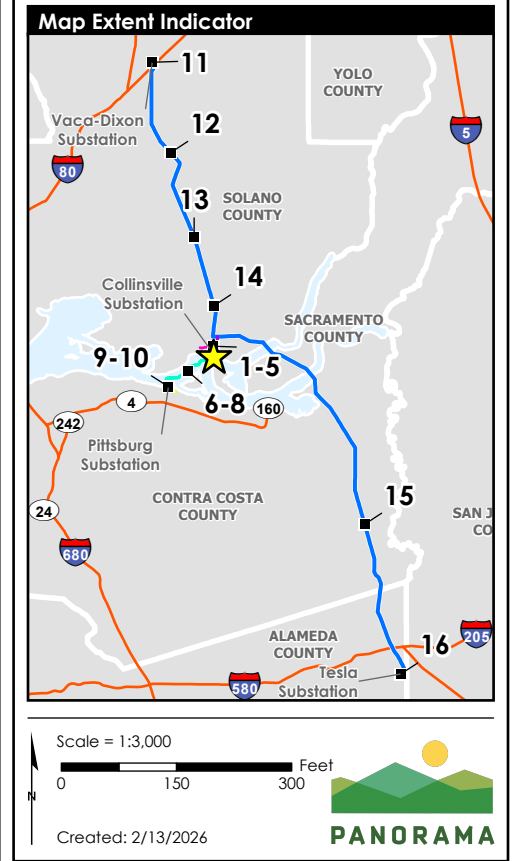 Map Extent Indicator
11
YOLO
COUNTY
Vaca-Dixon
Substation
12
5
80
13
SOLANO
COUNTY
Collinsville
Substation
14
SACRAMENTO
COUNTY
9-10
1-5
6-8
4
160
242
Pittsburg
Substation
CONTRA COSTA
COUNTY
15
24
SAN J
CO
680
ALAMEDA
COUNTY
205
16
Tesla
Substation
580
Scale = 1:3,000
Feet
0 150 300
N
Created: 2/13/2026
PANORAMA